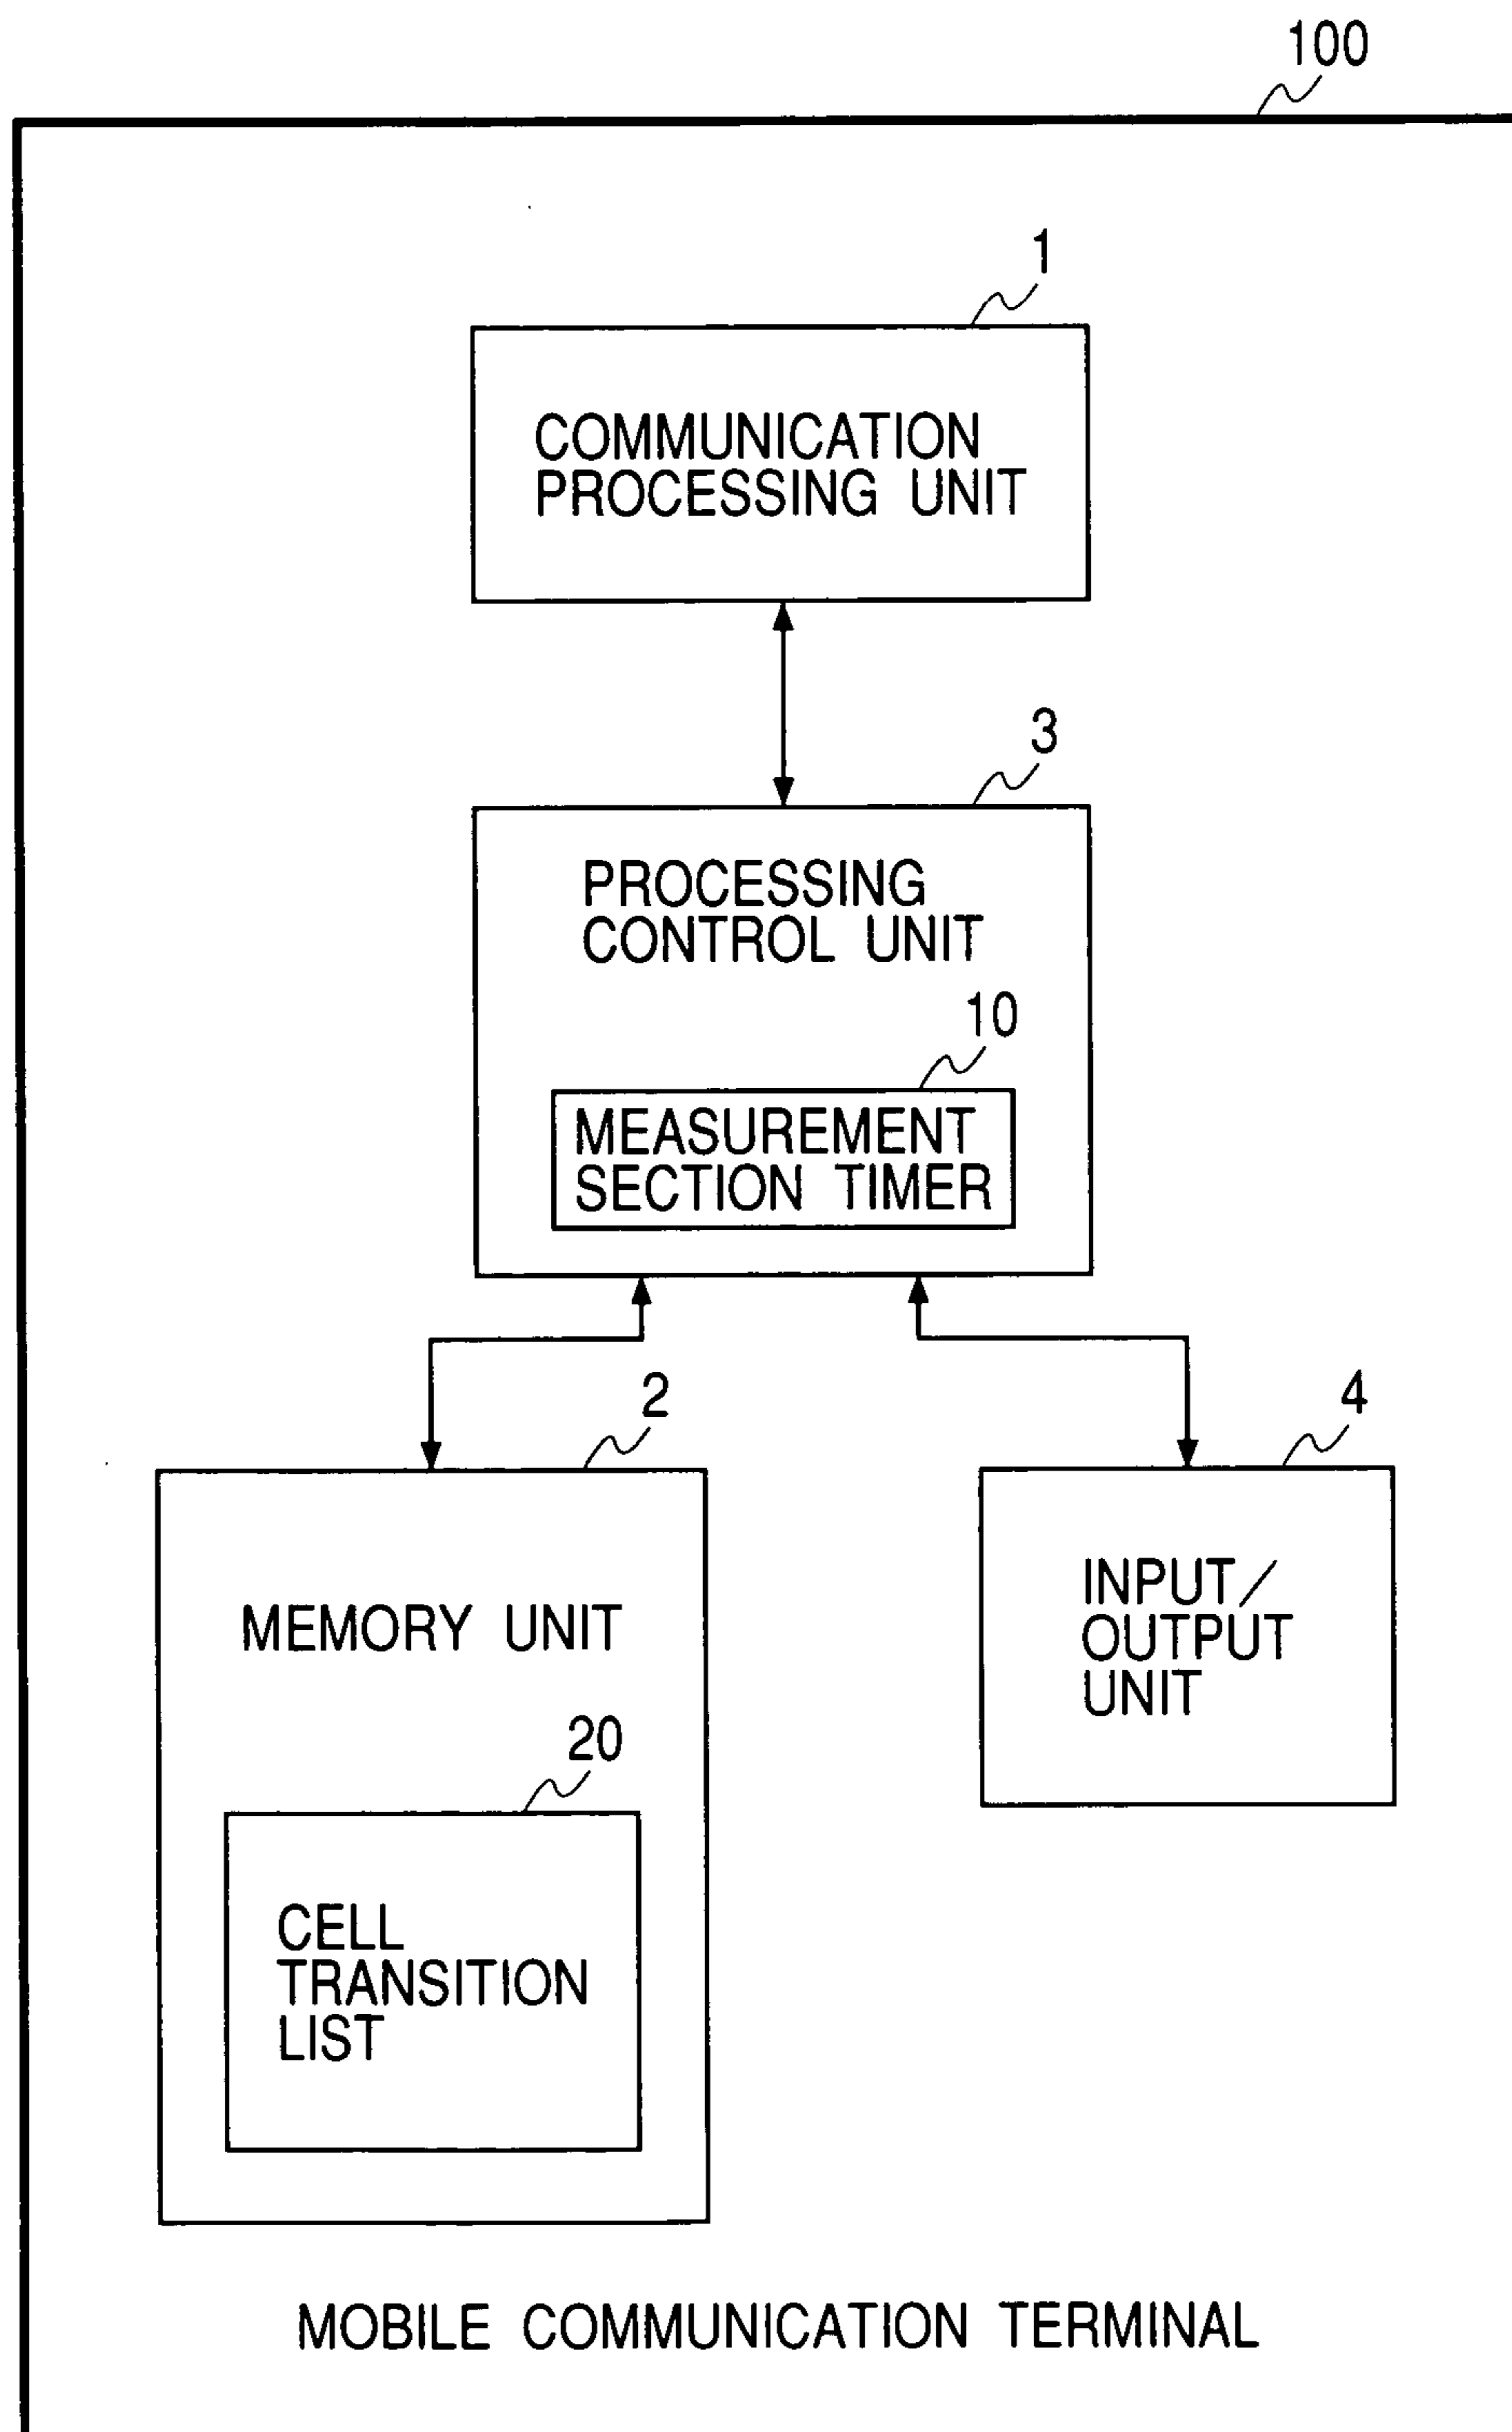 100
1
COMMUNICATION
PROCESSING UNIT
3
PROCESSING
CONTROL UNIT
10
MEASUREMENT
SECTION TIMER
2
4
MEMORY UNIT
INPUT/
OUTPUT
UNIT
20
CELL
TRANSITION
LIST
MOBILE COMMUNICATION TERMINAL